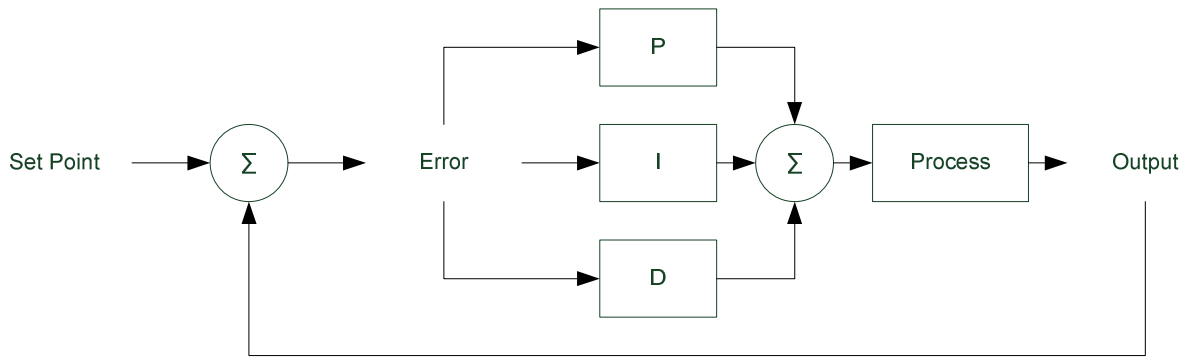 P
Set Point
Σ
Error
I
Σ
Process
Output
D